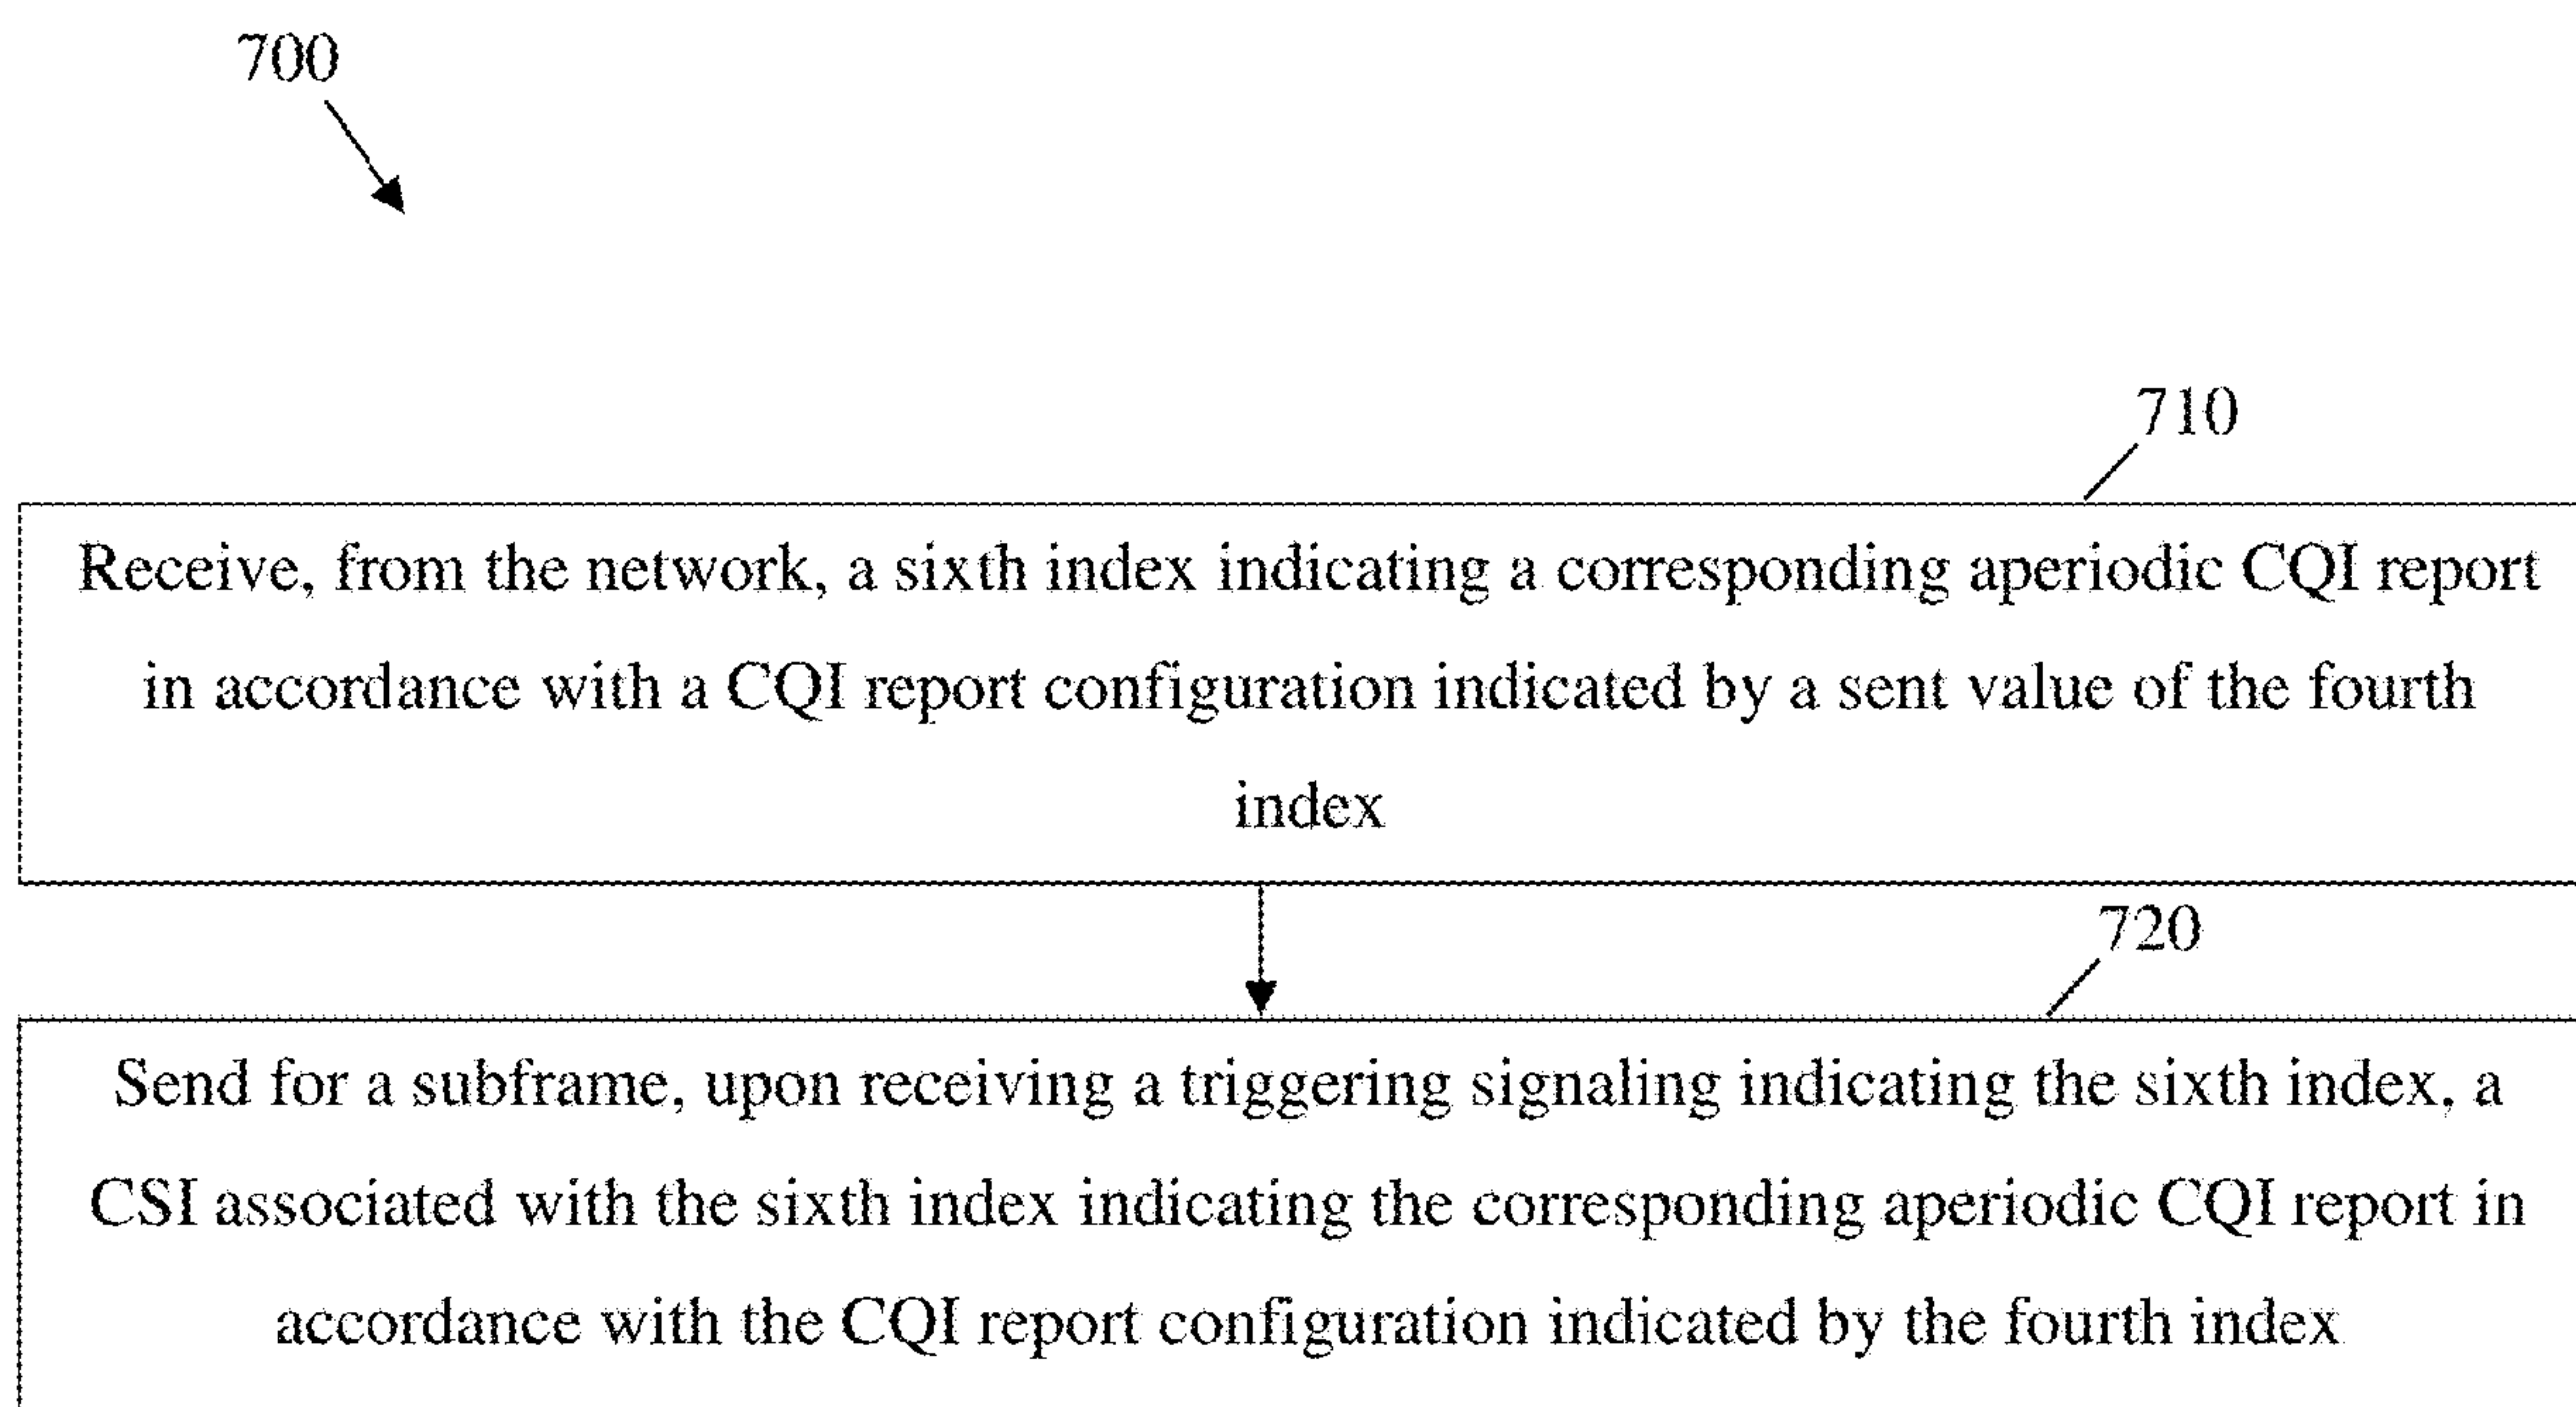 700
710
Receive, from the network, a sixth index indicating a corresponding aperiodic CQI report
in accordance with a CQI report configuration indicated by a sent value of the fourth
index
720
Send for a subframe, upon receiving a triggering signaling indicating the sixth index, a
CSI associated with the sixth index indicating the corresponding aperiodic CQI report in
accordance with the CQI report configuration indicated by the fourth index